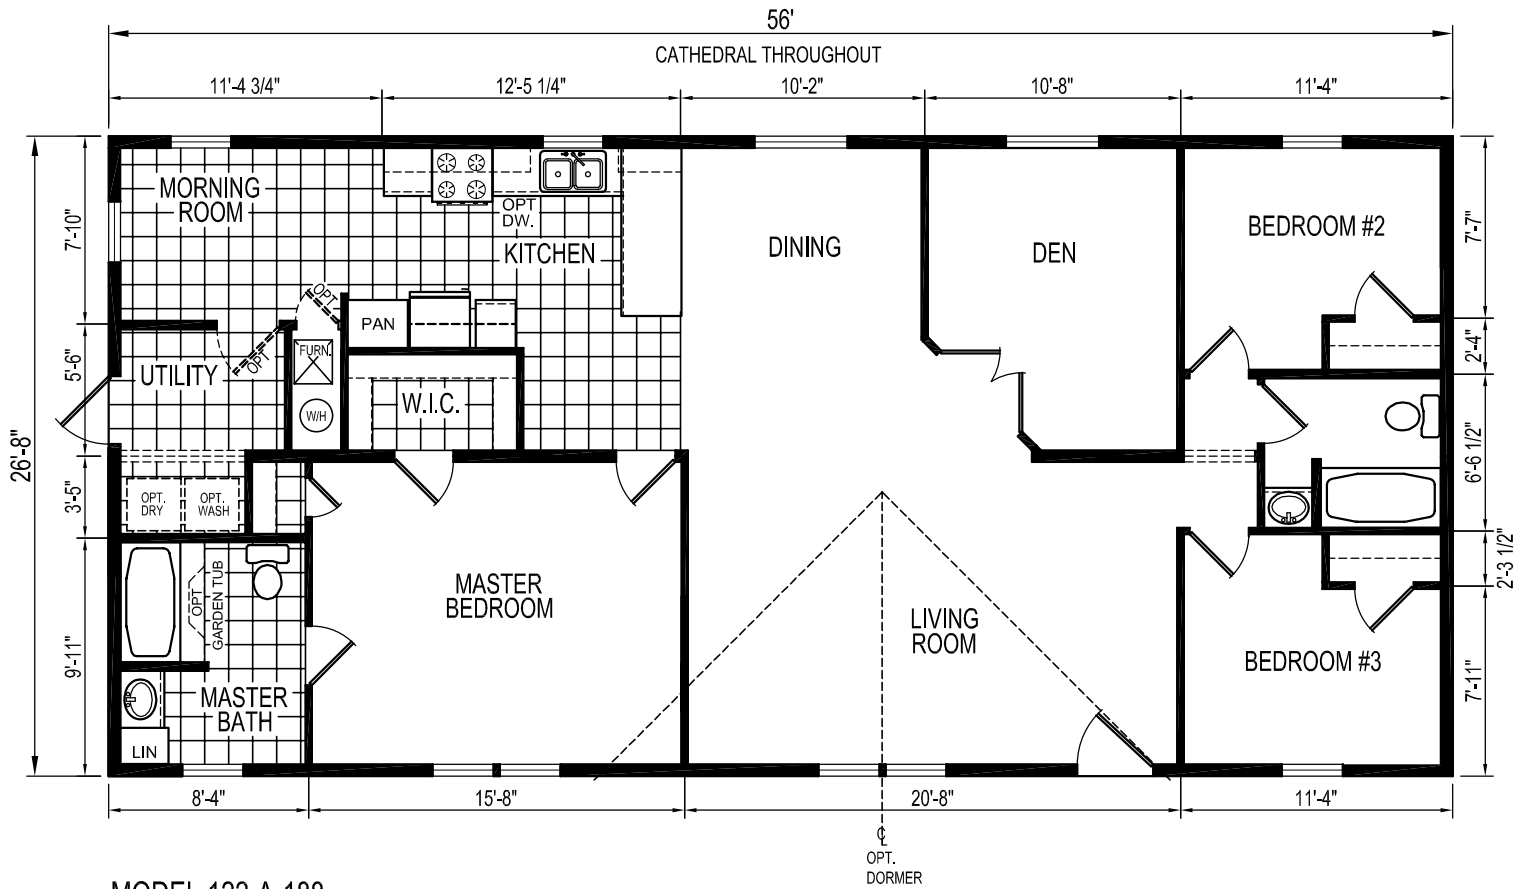 56'
CATHEDRAL THROUGHOUT
11'-4 3/4"
12'-5 1/4"
10'-2"
10'-8"
11'-4"
MORNING
ROOM
OPT
DW.
KITCHEN
DINING
DEN
BEDROOM #2
7'-10"
7'-7"
OPT
PAN
OPT
FURN.
UTILITY
5'-6"
2'-4"
W.I.C.
W/H
26'-8"
6'-6 1/2"
3'-5"
OPT.
DRY
OPT.
WASH
2'-3 1/2"
OPT
GARDEN TUB
MASTER
BEDROOM
LIVING
ROOM
BEDROOM #3
9'-11"
7'-11"
MASTER
BATH
LIN
8'-4"
15'-8"
20'-8"
11'-4"
℄
OPT.
DORMER
MODEL 122-A-188